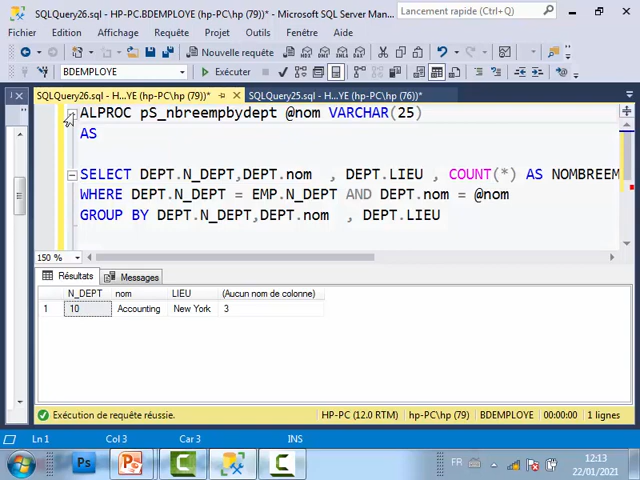 SQLQuery26.sql - HP-PC.BDEMPLOYE (hp-PC\hp (79))* - Microsoft SQL Server Man...
Lancement rapide (Ctrl+Q)
Fichier Edition Affichage Requête Projet Outils Fenêtre Aide
Nouvelle requête
BDEMPLOYE Exécuter
SQLQuery26.sql - H...YE (hp-PC\hp (79))* SQLQuery25.sql - H...YE (hp-PC\hp (76))*
ALPROC pS_nbreempbydept @nom VARCHAR(25)
AS
SELECT DEPT.N_DEPT,DEPT.nom , DEPT.LIEU , COUNT(*) AS NOMBREEM
WHERE DEPT.N_DEPT = EMP.N_DEPT AND DEPT.nom = @nom
GROUP BY DEPT.N_DEPT,DEPT.nom , DEPT.LIEU
150 %
Résultats Messages
N_DEPT nom LIEU (Aucun nom de colonne)
1 10 Accounting New York 3
Exécution de requête réussie. HP-PC (12.0 RTM) hp-PC\hp (79) BDEMPLOYE 00:00:00 1 lignes
Ln 1 Col 3 Car 3 INS
Ps P C C
FR 12:13
22/01/2021